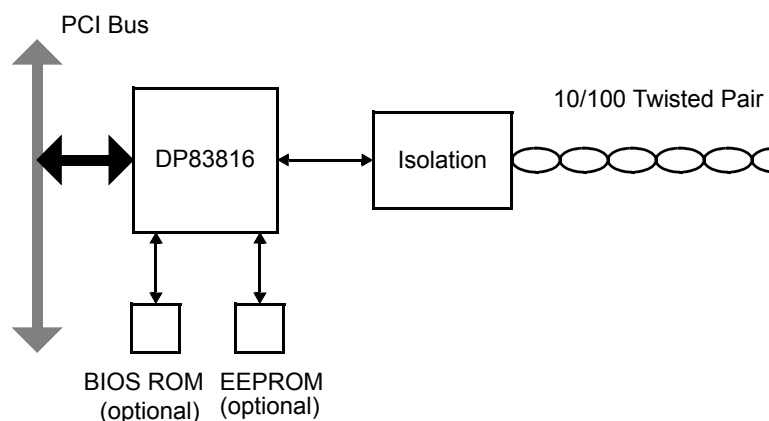 PCI Bus
10/100 Twisted Pair
DP83816
Isolation
BIOS ROM
(optional)
EEPROM
(optional)